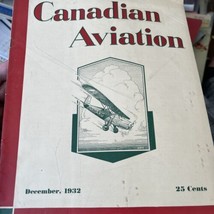 Canadian
Aviation
December, 1932
25 Cents